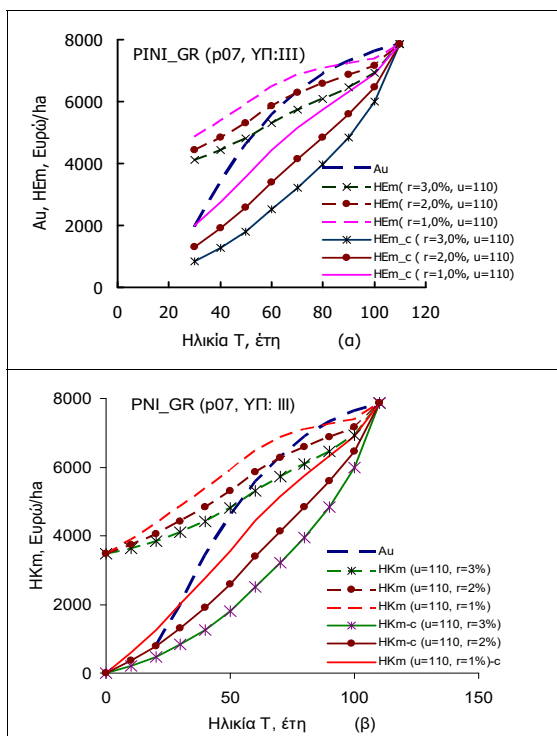 PINI_GR (p07, ΥΠ:III)
Au, HEm, Ευρώ/ha
8000
6000
4000
2000
0
Au
HEm( r=3,0%, u=110)
HEm( r=2,0%, u=110)
HEm( r=1,0%, u=110)
HEm_c ( r=3,0%, u=110)
HEm_c ( r=2,0%, u=110)
HEm_c ( r=1,0%, u=110)
0 20 40 60 80 100 120
Ηλικία Τ, έτη (α)
PNI_GR (p07, ΥΠ: III)
HKm, Ευρώ/ha
8000
6000
4000
2000
0
Au
HKm (u=110, r=3%)
HKm (u=110, r=2%)
HKm (u=110, r=1%)
HKm-c (u=110, r=3%)
HKm-c (u=110, r=2%)
HKm (u=110, r=1%)-c
0 50 100 150
Ηλικία Τ, έτη (β)